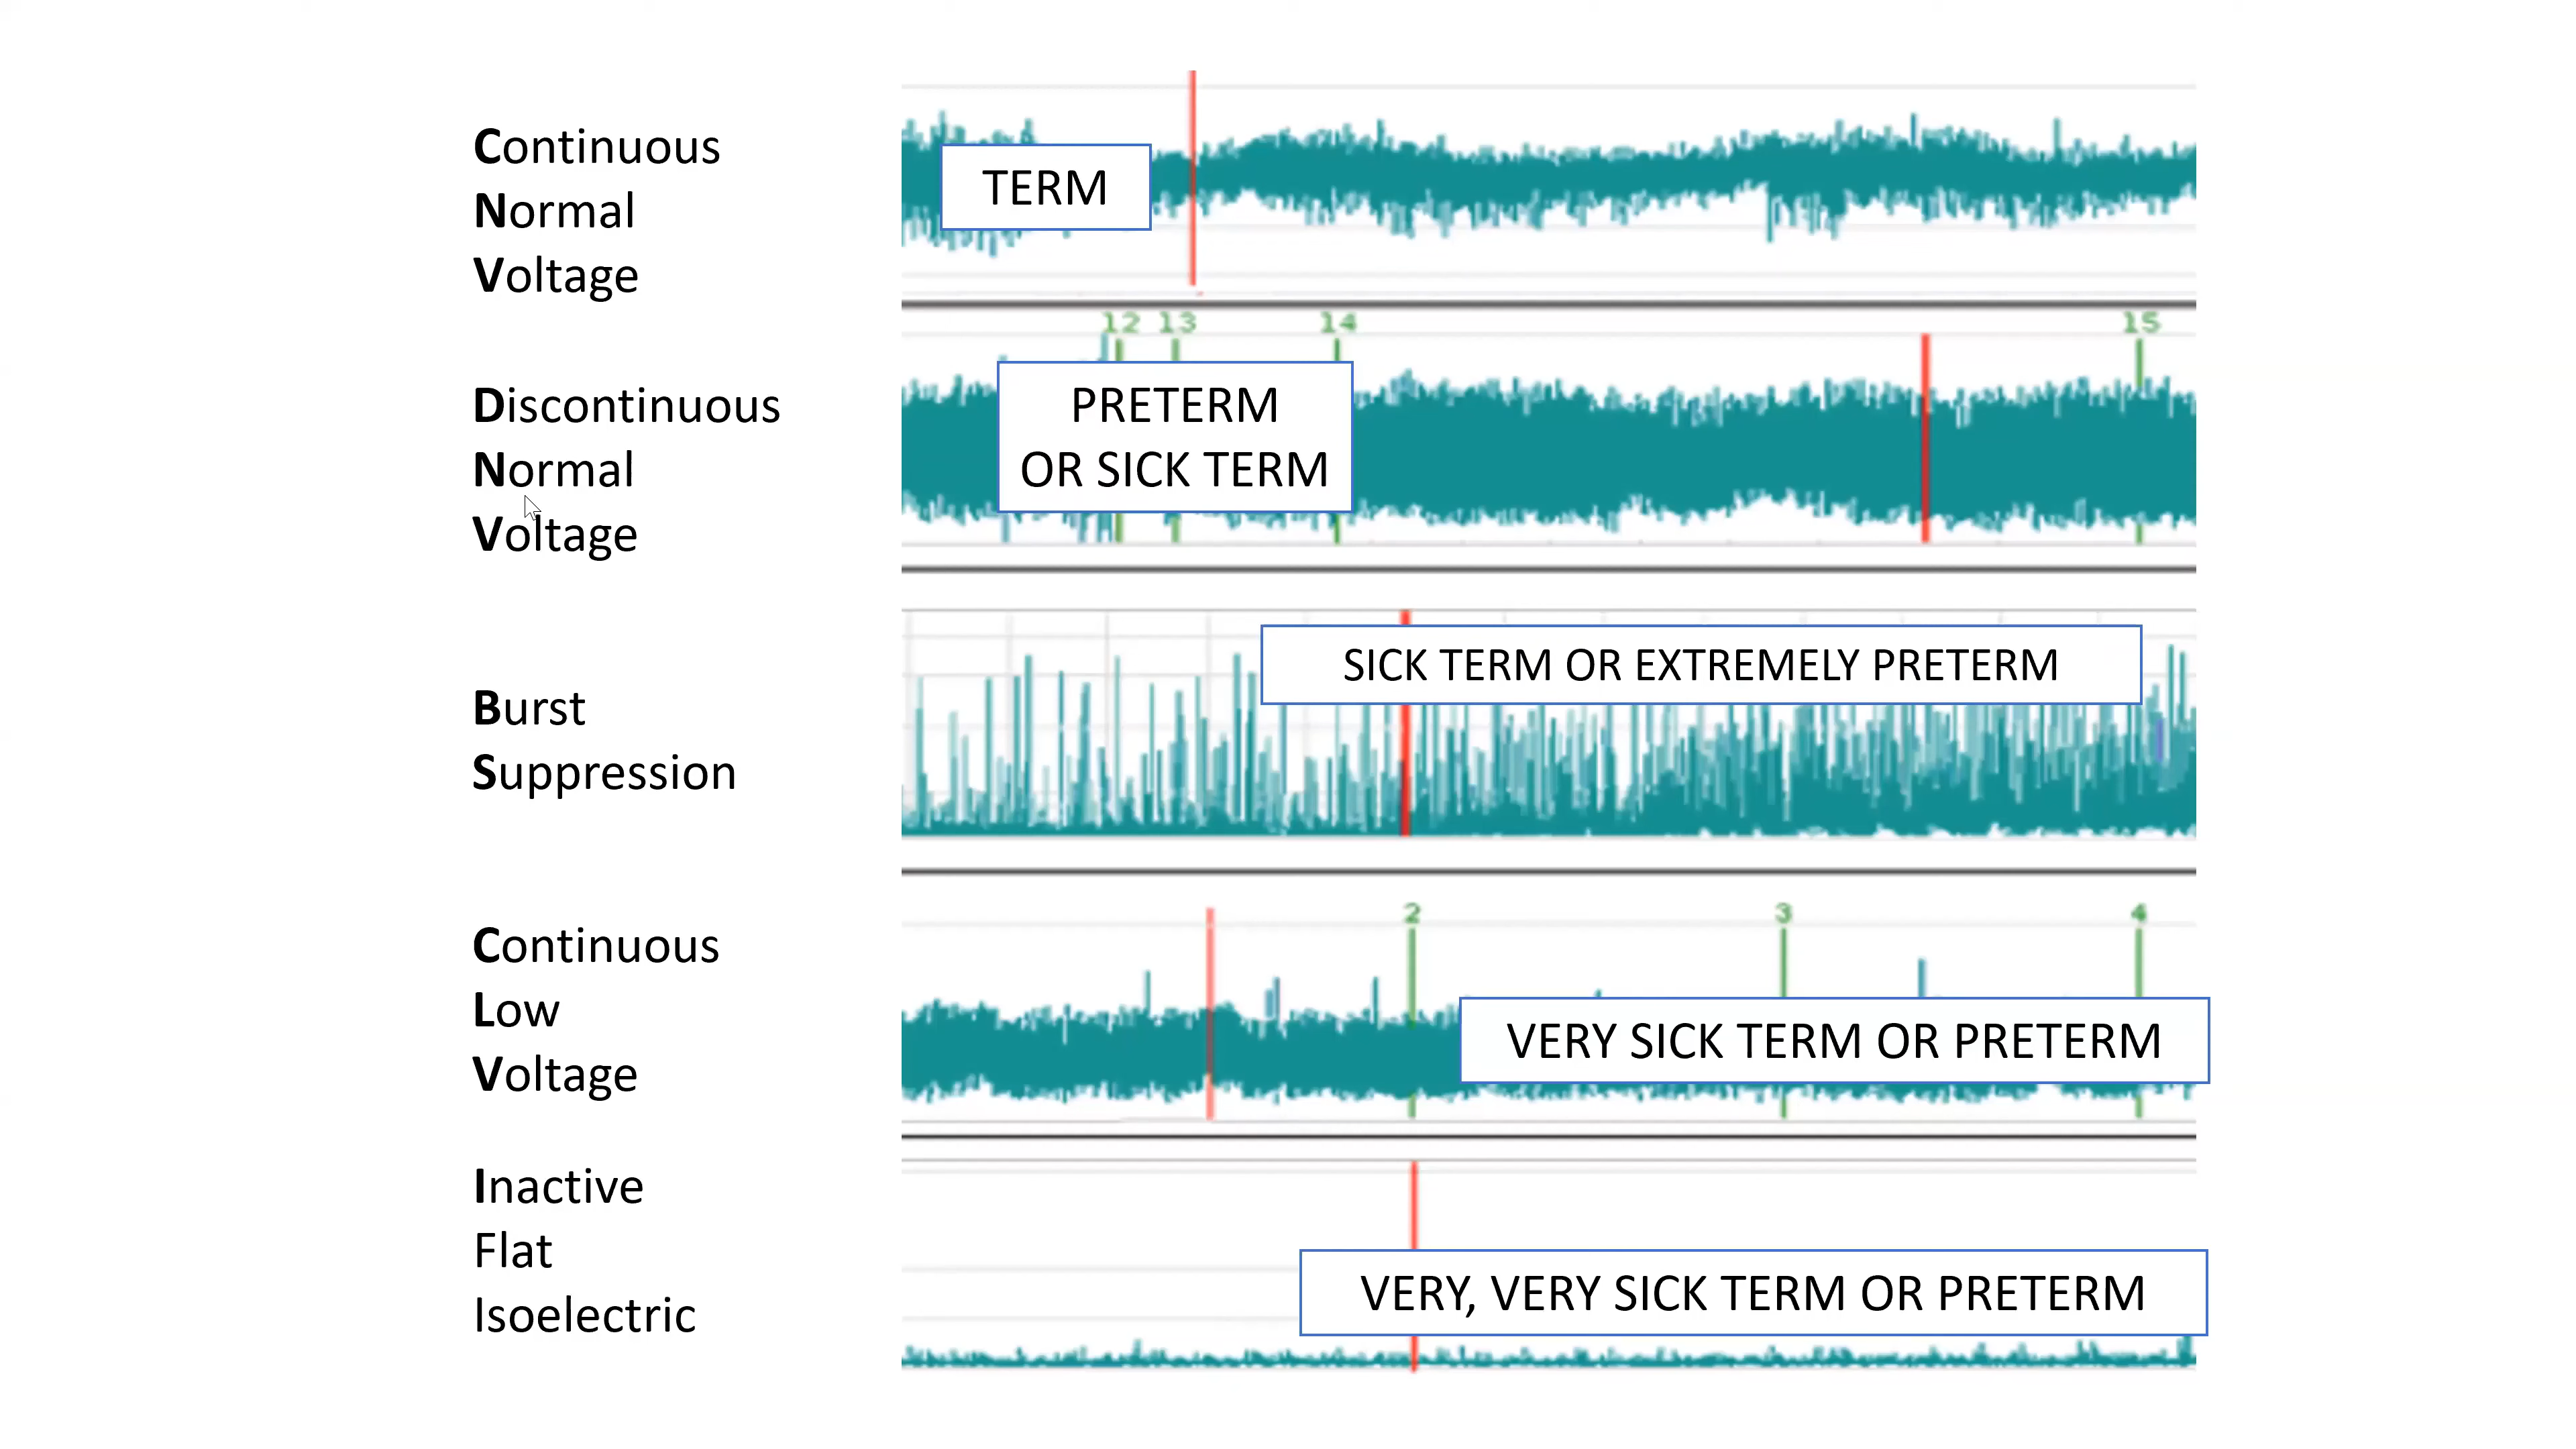 Continuous
Normal
Voltage
TERM
12 13 14 15
Discontinuous
Normal
Voltage
PRETERM
OR SICK TERM
Burst
Suppression
SICK TERM OR EXTREMELY PRETERM
2 3 4
Continuous
Low
Voltage
VERY SICK TERM OR PRETERM
Inactive
Flat
Isoelectric
VERY, VERY SICK TERM OR PRETERM